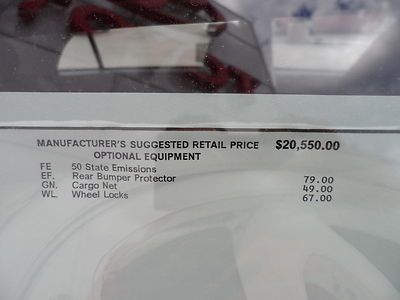 MANUFACTURER'S SUGGESTED RETAIL PRICE $20,550.00
OPTIONAL EQUIPMENT
FE 50 State Emissions
EF. Rear Bumper Protector 79.00
GN. Cargo Net 49.00
WL. Wheel Locks 67.00